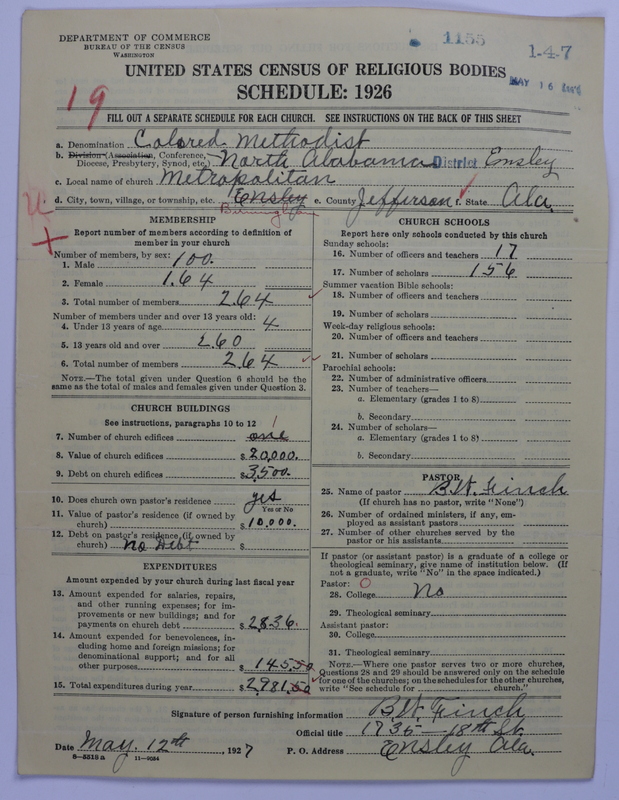 DEPARTMENT OF COMMERCE
BUREAU OF THE CENSUS
WASHINGTON
1155
1-4-7
MAY 16
UNITED STATES CENSUS OF RELIGIOUS BODIES
SCHEDULE: 1926
19
FILL OUT A SEPARATE SCHEDULE FOR EACH CHURCH. SEE INSTRUCTIONS ON THE BACK OF THIS SHEET
a. Denomination Colored Methodist
b. Division (Association, Conference, Diocese, Presbytery, Synod, etc.) North Alabama District Ensley
c. Local name of church Metropolitan
d. City, town, village, or township, etc. Ensley e. County Jefferson f. State Ala.
Birmingham
MEMBERSHIP
Report number of members according to definition of
member in your church
Number of members, by sex:
1. Male 100.
2. Female 164
3. Total number of members 264
Number of members under and over 13 years old:
4. Under 13 years of age 4
5. 13 years old and over 260
6. Total number of members 264
NOTE.—The total given under Question 6 should be the
same as the total of males and females given under Question 3.
CHURCH BUILDINGS
See instructions, paragraphs 10 to 12
7. Number of church edifices one 1
8. Value of church edifices $20,000.
9. Debt on church edifices $3,500.
10. Does church own pastor's residence yes
Yes or No
11. Value of pastor's residence (if owned by
church) $10,000.
12. Debt on pastor's residence (if owned by
church) No Debt $
EXPENDITURES
Amount expended by your church during last fiscal year
13. Amount expended for salaries, repairs,
and other running expenses; for im-
provements or new buildings; and for
payments on church debt $2836.
14. Amount expended for benevolences, in-
cluding home and foreign missions; for
denominational support; and for all
other purposes $145.50
15. Total expenditures during year $2,981.50
CHURCH SCHOOLS
Report here only schools conducted by this church
Sunday schools:
16. Number of officers and teachers 17
17. Number of scholars 156
Summer vacation Bible schools:
18. Number of officers and teachers
19. Number of scholars
Week-day religious schools:
20. Number of officers and teachers
21. Number of scholars
Parochial schools:
22. Number of administrative officers
23. Number of teachers—
a. Elementary (grades 1 to 8)
b. Secondary
24. Number of scholars—
a. Elementary (grades 1 to 8)
b. Secondary
PASTOR
25. Name of pastor B.W. Finch
(If church has no pastor, write "None")
26. Number of ordained ministers, if any, em-
ployed as assistant pastors
27. Number of other churches served by the
pastor or his assistants
If pastor (or assistant pastor) is a graduate of a college or
theological seminary, give name of institution below. (If
not a graduate, write "No" in the space indicated.)
Pastor: O
28. College No
29. Theological seminary
Assistant pastor:
30. College
31. Theological seminary
NOTE.—Where one pastor serves two or more churches,
Questions 28 and 29 should be answered only on the schedule
for one of the churches; on the schedules for the other churches,
write "See schedule for church."
Signature of person furnishing information B.W. Finch
Official title 1736—18th St.
Date May. 12th, 1927 P. O. Address Ensley Ala.
8—5518a 11—9034